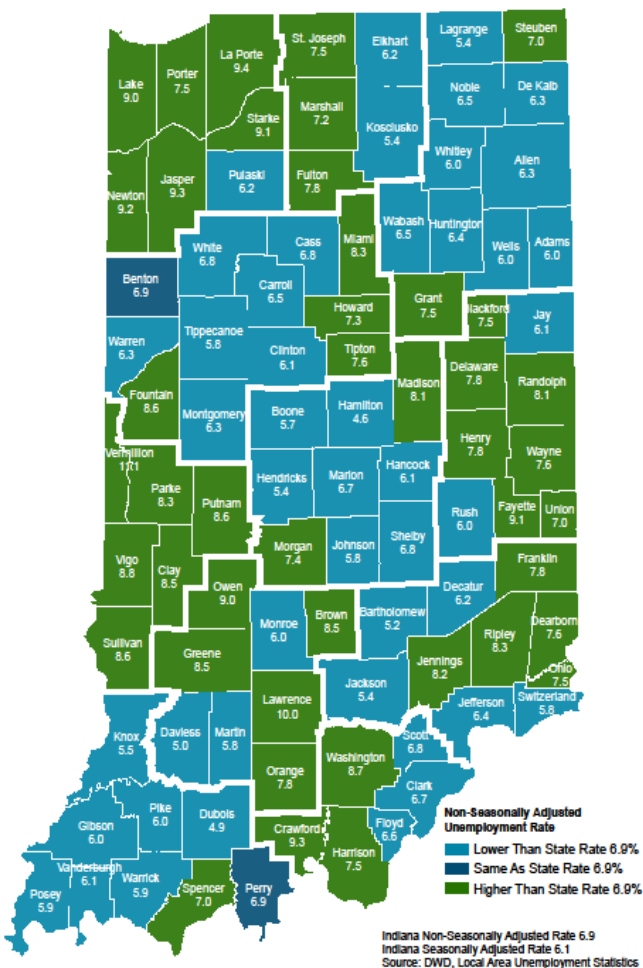 Lake
9.0
Porter
7.5
La Porte
9.4
St. Joseph
7.5
Elkhart
6.2
Lagrange
5.4
Steuben
7.0
Noble
6.5
De Kalb
6.3
Starke
9.1
Marshall
7.2
Kosciusko
5.4
Whitley
6.0
Allen
6.3
Newton
9.2
Jasper
9.3
Pulaski
6.2
Fulton
7.8
Wabash
6.5
Huntington
6.4
Wells
6.0
Adams
6.0
White
6.8
Cass
6.8
Miami
8.3
Benton
6.9
Carroll
6.5
Howard
7.3
Grant
7.5
Blackford
7.5
Jay
6.1
Warren
6.3
Tippecanoe
5.8
Clinton
6.1
Tipton
7.6
Madison
8.1
Delaware
7.8
Randolph
8.1
Fountain
8.6
Montgomery
6.3
Boone
5.7
Hamilton
4.6
Henry
7.8
Wayne
7.6
Vermillion
11.1
Parke
8.3
Putnam
8.6
Hendricks
5.4
Marion
6.7
Hancock
6.1
Rush
6.0
Fayette
9.1
Union
7.0
Vigo
8.8
Clay
8.5
Morgan
7.4
Johnson
5.8
Shelby
6.8
Franklin
7.8
Owen
9.0
Decatur
6.2
Sullivan
8.6
Greene
8.5
Monroe
6.0
Brown
8.5
Bartholomew
5.2
Jennings
8.2
Ripley
8.3
Dearborn
7.6
Ohio
7.5
Jackson
5.4
Jefferson
6.4
Switzerland
5.8
Lawrence
10.0
Knox
5.5
Daviess
5.0
Martin
5.8
Orange
7.8
Washington
8.7
Scott
6.8
Clark
6.7
Floyd
6.6
Gibson
6.0
Pike
6.0
Dubois
4.9
Crawford
9.3
Harrison
7.5
Posey
5.9
Vanderburgh
6.1
Warrick
5.9
Spencer
7.0
Perry
6.9
Non-Seasonally Adjusted
Unemployment Rate
Lower Than State Rate 6.9%
Same As State Rate 6.9%
Higher Than State Rate 6.9%
Indiana Non-Seasonally Adjusted Rate 6.9
Indiana Seasonally Adjusted Rate 6.1
Source: DWD, Local Area Unemployment Statistics